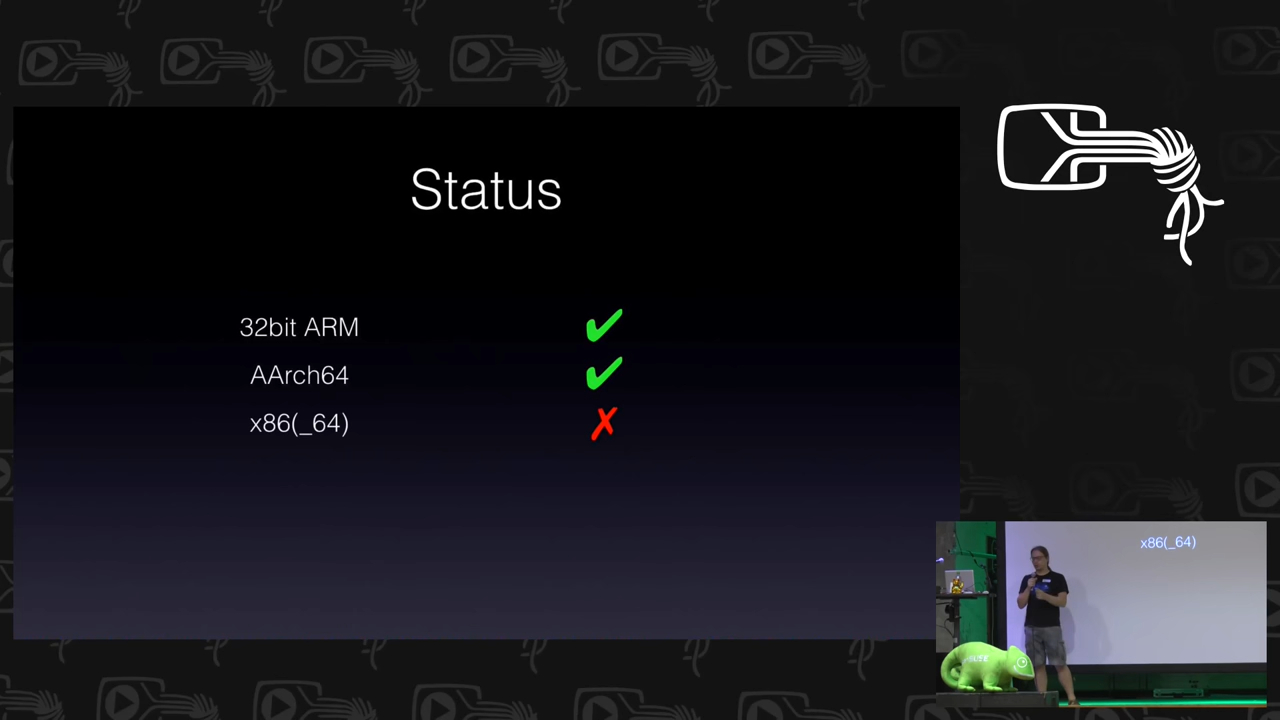 Status
32bit ARM ✔
AArch64 ✔
x86(_64) ✗
x86(_64)